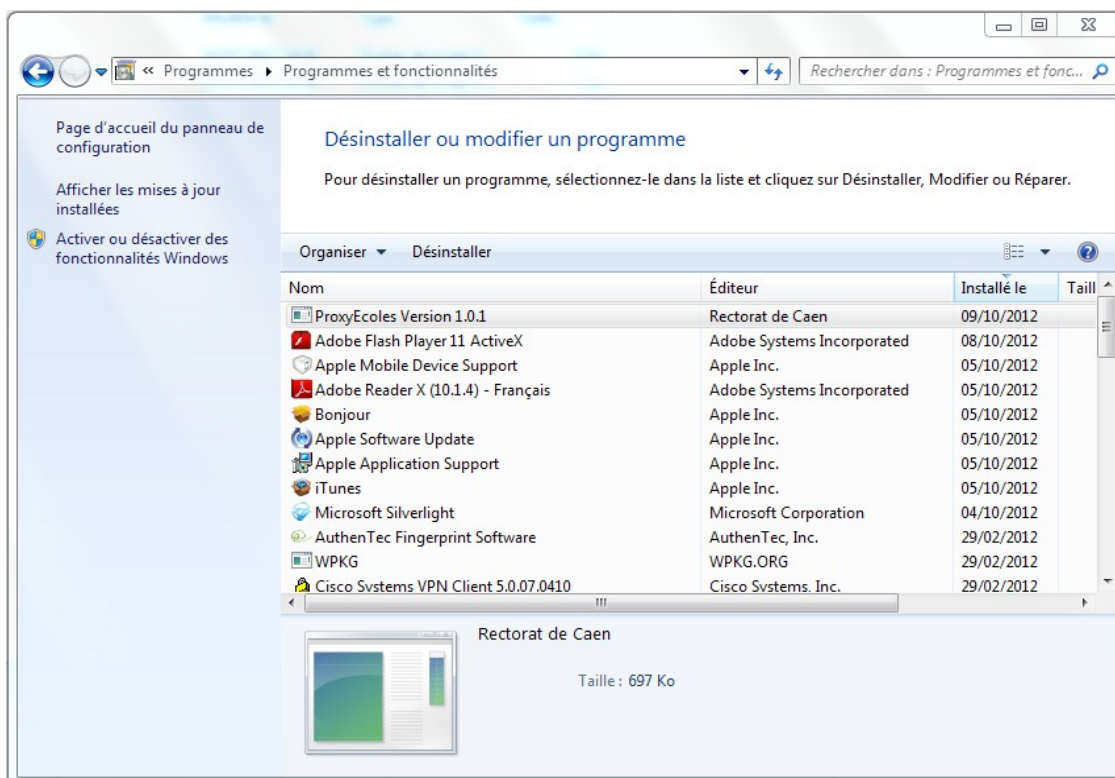 « Programmes ▸ Programmes et fonctionnalités
Rechercher dans : Programmes et fonc...
Page d'accueil du panneau de
configuration
Afficher les mises à jour
installées
Activer ou désactiver des
fonctionnalités Windows
Désinstaller ou modifier un programme
Pour désinstaller un programme, sélectionnez-le dans la liste et cliquez sur Désinstaller, Modifier ou Réparer.
Organiser Désinstaller
Nom Éditeur Installé le Taill
ProxyEcoles Version 1.0.1 Rectorat de Caen 09/10/2012
Adobe Flash Player 11 ActiveX Adobe Systems Incorporated 08/10/2012
Apple Mobile Device Support Apple Inc. 05/10/2012
Adobe Reader X (10.1.4) - Français Adobe Systems Incorporated 05/10/2012
Bonjour Apple Inc. 05/10/2012
Apple Software Update Apple Inc. 05/10/2012
Apple Application Support Apple Inc. 05/10/2012
iTunes Apple Inc. 05/10/2012
Microsoft Silverlight Microsoft Corporation 04/10/2012
AuthenTec Fingerprint Software AuthenTec, Inc. 29/02/2012
WPKG WPKG.ORG 29/02/2012
Cisco Systems VPN Client 5.0.07.0410 Cisco Systems, Inc. 29/02/2012
Rectorat de Caen
Taille : 697 Ko